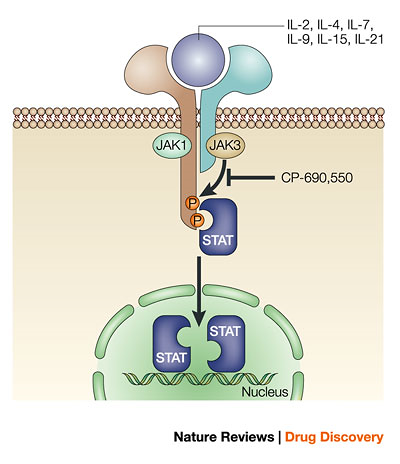 IL-2, IL-4, IL-7,
IL-9, IL-15, IL-21
JAK1
JAK3
CP-690,550
P
P
STAT
STAT
STAT
Nucleus
Nature Reviews | Drug Discovery